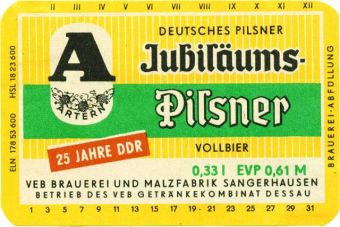 II III IV V VI VII VIII IX X XI XII
DEUTSCHES PILSNER
Jubiläums-
Pilsner
VOLLBIER
A
ARTERN
25 JAHRE DDR
0,33 l EVP 0,61 M
VEB BRAUEREI UND MALZFABRIK SANGERHAUSEN
BETRIEB DES VEB GETRÄNKEKOMBINAT DESSAU
1 3 5 7 9 11 13 15 17 19 21 23 25 27 29 31
ELN 178 53 600 HSL 18 23 600
BRAUEREI-ABFÜLLUNG